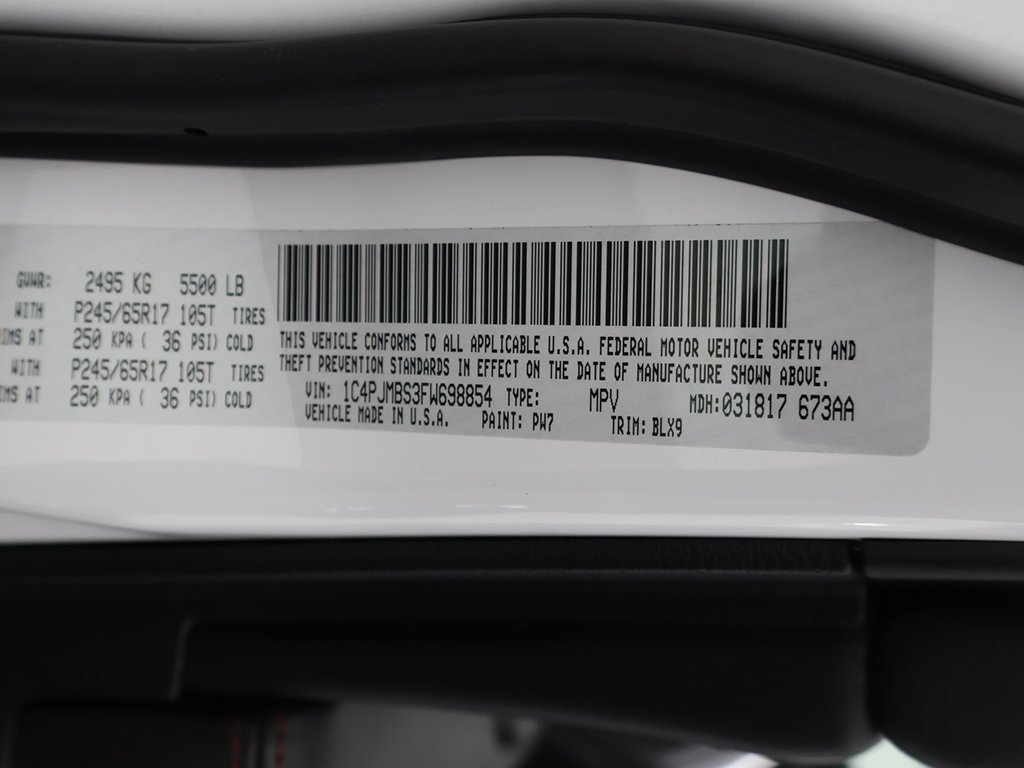 GVWR: 2495 KG 5500 LB
WITH P245/65R17 105T TIRES
IMS AT 250 KPA ( 36 PSI) COLD
WITH P245/65R17 105T TIRES
IMS AT 250 KPA ( 36 PSI) COLD
THIS VEHICLE CONFORMS TO ALL APPLICABLE U.S.A. FEDERAL MOTOR VEHICLE SAFETY AND
THEFT PREVENTION STANDARDS IN EFFECT ON THE DATE OF MANUFACTURE SHOWN ABOVE.
VIN: 1C4PJMBS3FW698854 TYPE: MPV MDH: 031817 673AA
VEHICLE MADE IN U.S.A. PAINT: PW7 TRIM: BLX9